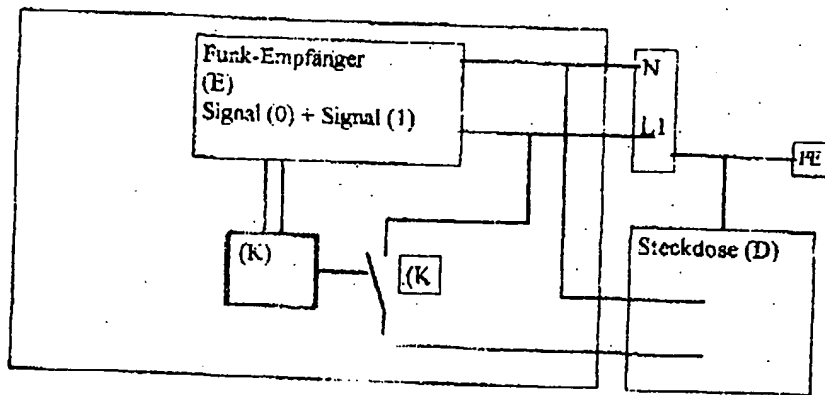 Funk-Empfänger
(E)
Signal (0) + Signal (1)
N
L1
PE
(K)
(K
Steckdose (D)